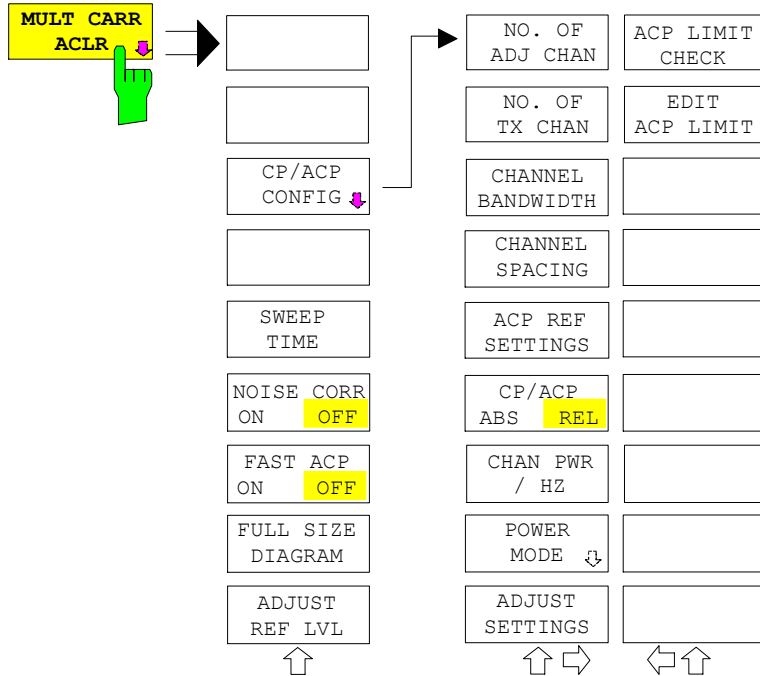 MULT CARR
ACLR
CP/ACP
CONFIG
SWEEP
TIME
NOISE CORR
ON OFF
FAST ACP
ON OFF
FULL SIZE
DIAGRAM
ADJUST
REF LVL
NO. OF
ADJ CHAN
NO. OF
TX CHAN
CHANNEL
BANDWIDTH
CHANNEL
SPACING
ACP REF
SETTINGS
CP/ACP
ABS REL
CHAN PWR
/ HZ
POWER
MODE
ADJUST
SETTINGS
ACP LIMIT
CHECK
EDIT
ACP LIMIT